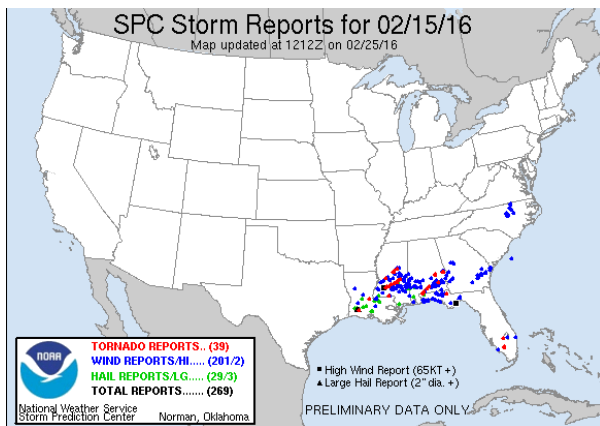 SPC Storm Reports for 02/15/16
Map updated at 1212Z on 02/25/16
TORNADO REPORTS.. (39)
WIND REPORTS/HI..... (201/2)
HAIL REPORTS/LG..... (29/3)
TOTAL REPORTS....... (269)
NOAA
National Weather Service
Storm Prediction Center Norman, Oklahoma
High Wind Report (65KT +)
Large Hail Report (2" dia. +)
PRELIMINARY DATA ONLY